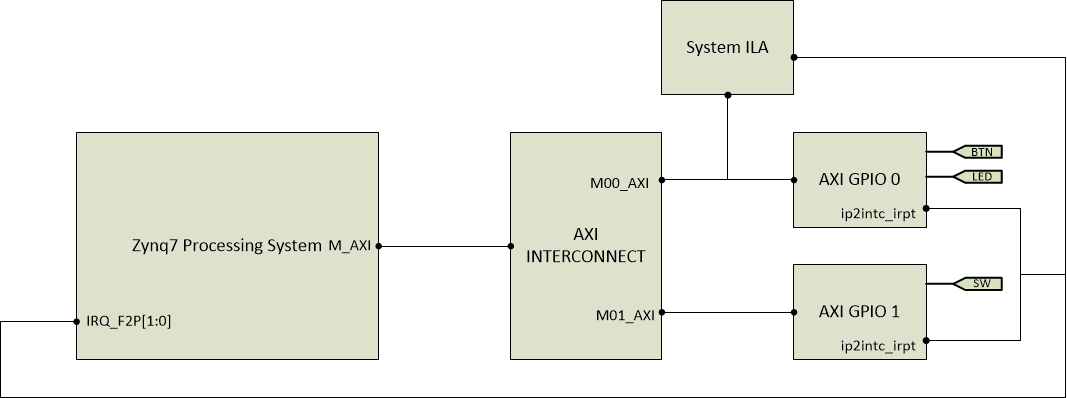 System ILA
BTN
M00_AXI
AXI GPIO 0
LED
ip2intc_irpt
Zynq7 Processing System M_AXI
AXI
INTERCONNECT
SW
M01_AXI
AXI GPIO 1
IRQ_F2P[1:0]
ip2intc_irpt